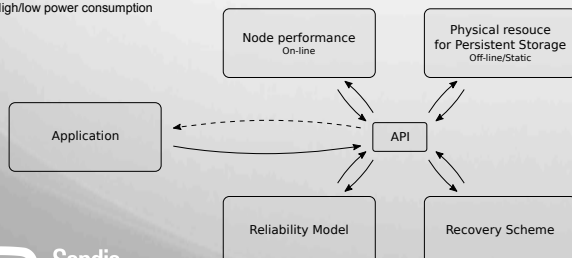 High/low power consumption
Node performance
On-line
Physical resouce
for Persistent Storage
Off-line/Static
Application
API
Reliability Model
Recovery Scheme
Sandia